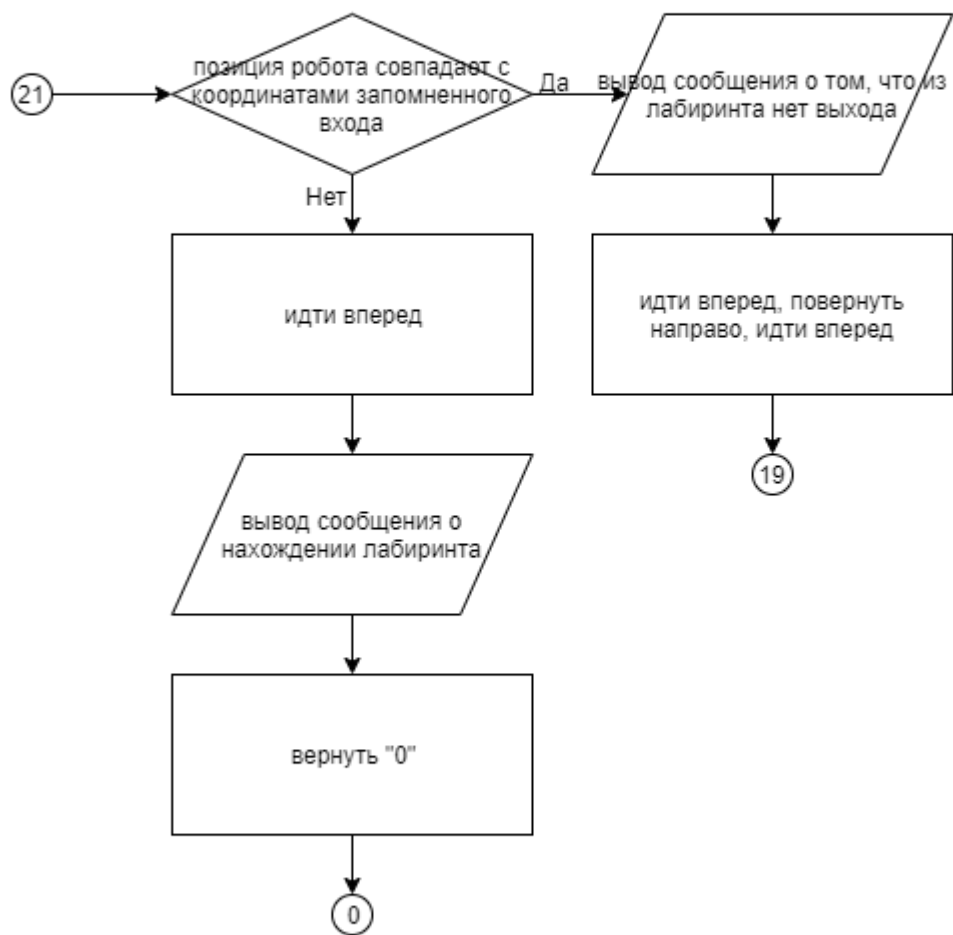 21
позиция робота совпадает с
координатами запомненного
входа
Да
вывод сообщения о том, что из
лабиринта нет выхода
Нет
идти вперед
идти вперед, повернуть
направо, идти вперед
19
вывод сообщения о
нахождении лабиринта
вернуть "0"
0